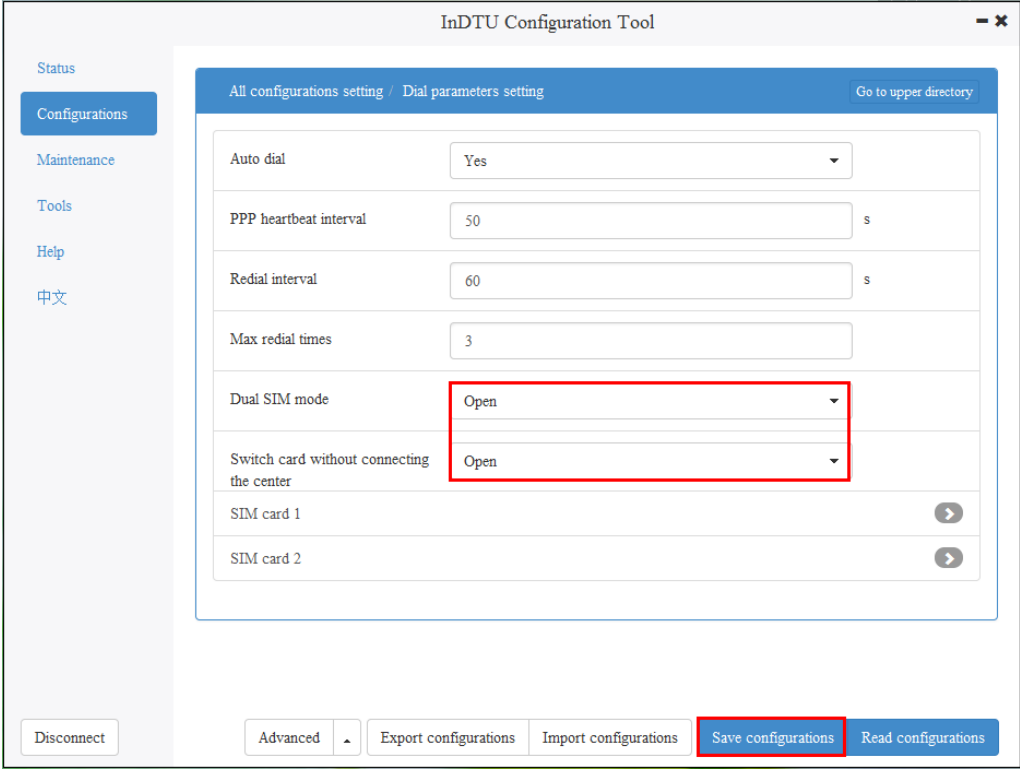 InDTU Configuration Tool
Status
Configurations
Maintenance
Tools
Help
中文
All configurations setting / Dial parameters setting
Go to upper directory
Auto dial
Yes
PPP heartbeat interval
50
s
Redial interval
60
s
Max redial times
3
Dual SIM mode
Open
Switch card without connecting
the center
Open
SIM card 1
SIM card 2
Disconnect
Advanced
Export configurations
Import configurations
Save configurations
Read configurations